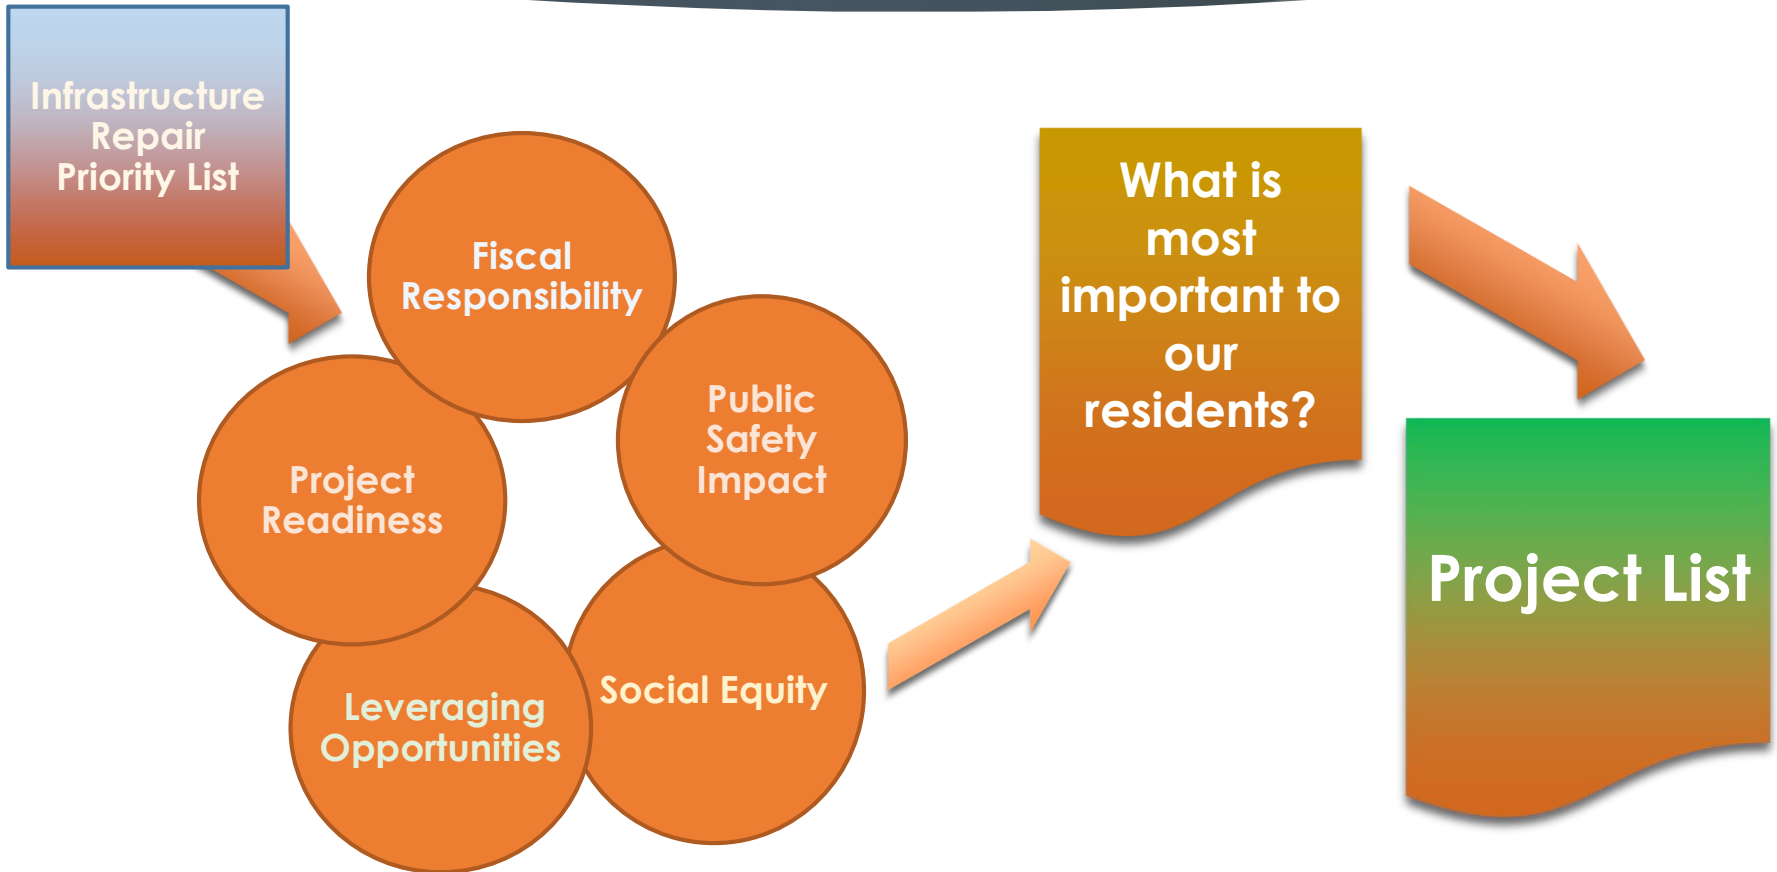 Infrastructure
Repair
Priority List
Fiscal
Responsibility
Public
Safety
Impact
Project
Readiness
Social Equity
Leveraging
Opportunities
What is
most
important to
our
residents?
Project List